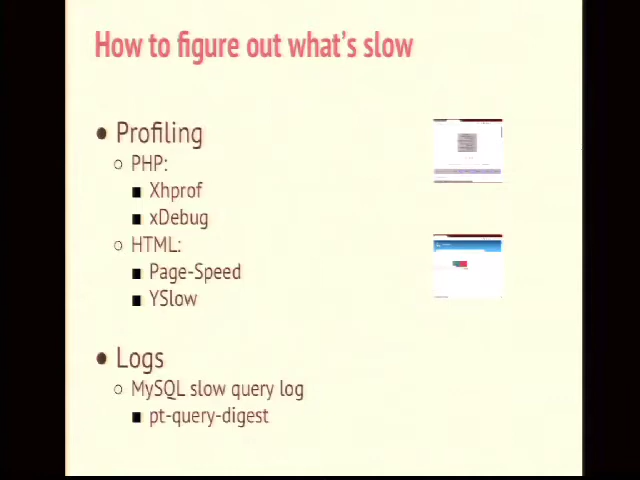 How to figure out what's slow
Profiling
PHP:
Xhprof
xDebug
HTML:
Page-Speed
YSlow
Logs
MySQL slow query log
pt-query-digest